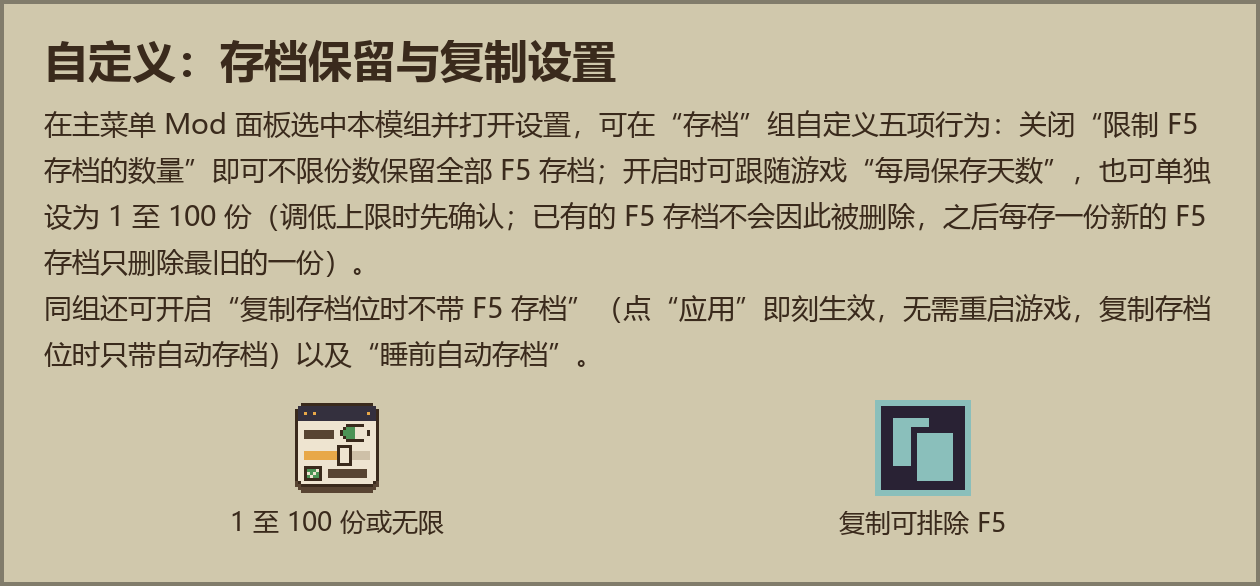 自定义：存档保留与复制设置
在主菜单 Mod 面板选中本模组并打开设置，可在“存档”组自定义五项行为：关闭“限制 F5
存档的数量”即可不限份数保留全部 F5 存档；开启时可跟随游戏“每局保存天数”，也可单独
设为 1 至 100 份（调低上限时先确认；已有的 F5 存档不会因此被删除，之后每存一份新的 F5
存档只删除最旧的一份）。
同组还可开启“复制存档位时不带 F5 存档”（点“应用”即刻生效，无需重启游戏，复制存档
位时只带自动存档）以及“睡前自动存档”。
1 至 100 份或无限
复制可排除 F5